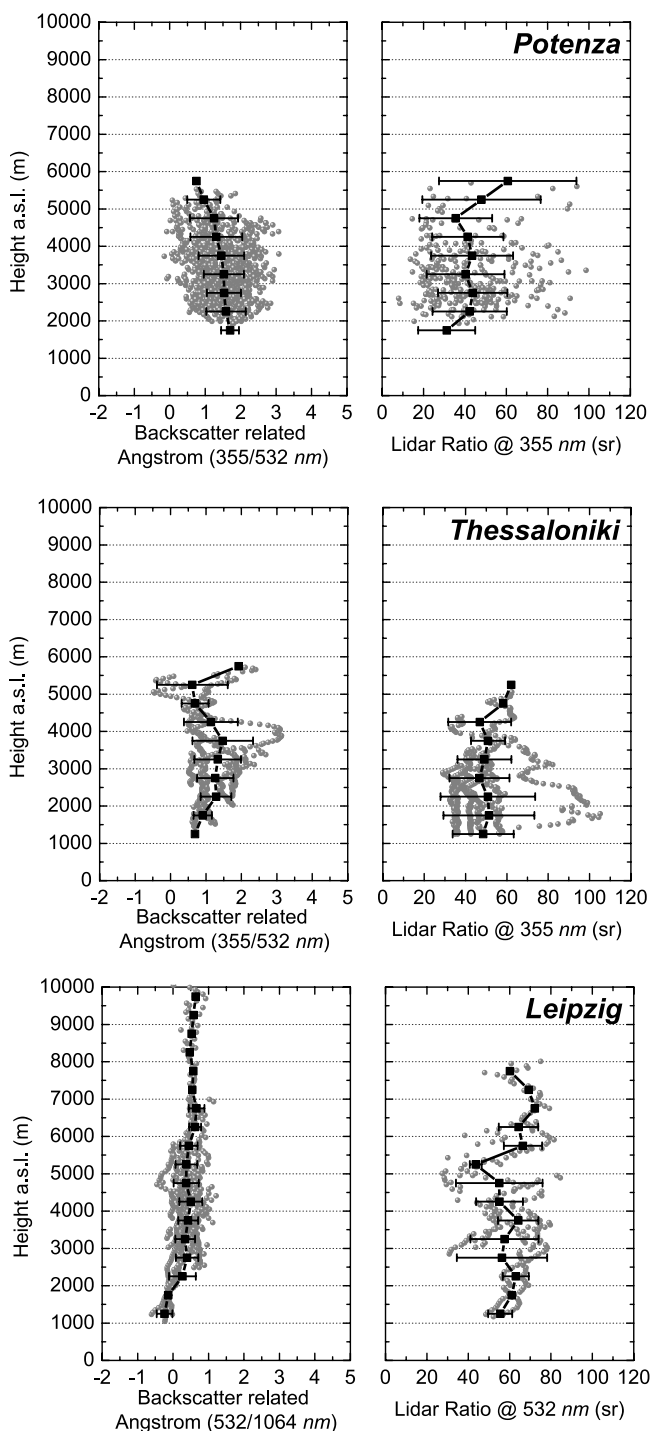 Potenza
Height a.s.l. (m)
10000
9000
8000
7000
6000
5000
4000
3000
2000
1000
0
-2 -1 0 1 2 3 4 5
0 20 40 60 80 100 120
Backscatter related
Angstrom (355/532 nm)
Lidar Ratio @ 355 nm (sr)
Thessaloniki
Height a.s.l. (m)
10000
9000
8000
7000
6000
5000
4000
3000
2000
1000
0
-2 -1 0 1 2 3 4 5
0 20 40 60 80 100 120
Backscatter related
Angstrom (355/532 nm)
Lidar Ratio @ 355 nm (sr)
Leipzig
Height a.s.l. (m)
10000
9000
8000
7000
6000
5000
4000
3000
2000
1000
0
-2 -1 0 1 2 3 4 5
0 20 40 60 80 100 120
Backscatter related
Angstrom (532/1064 nm)
Lidar Ratio @ 532 nm (sr)